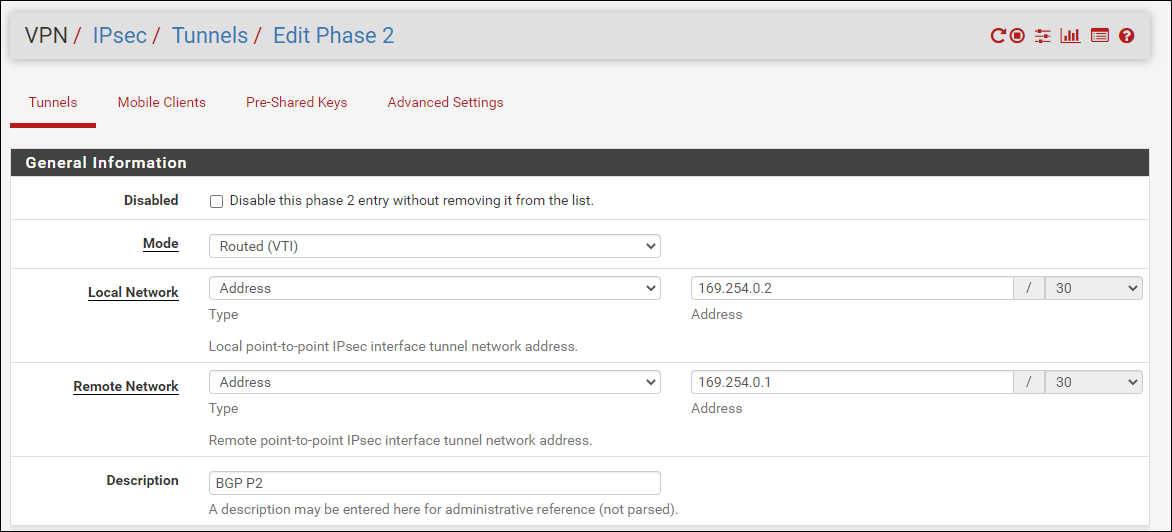 VPN / IPsec / Tunnels / Edit Phase 2
Tunnels Mobile Clients Pre-Shared Keys Advanced Settings
General Information
Disabled Disable this phase 2 entry without removing it from the list.
Mode Routed (VTI)
Local Network Address 169.254.0.2 / 30
Type Address
Local point-to-point IPsec interface tunnel network address.
Remote Network Address 169.254.0.1 / 30
Type Address
Remote point-to-point IPsec interface tunnel network address.
Description BGP P2
A description may be entered here for administrative reference (not parsed).